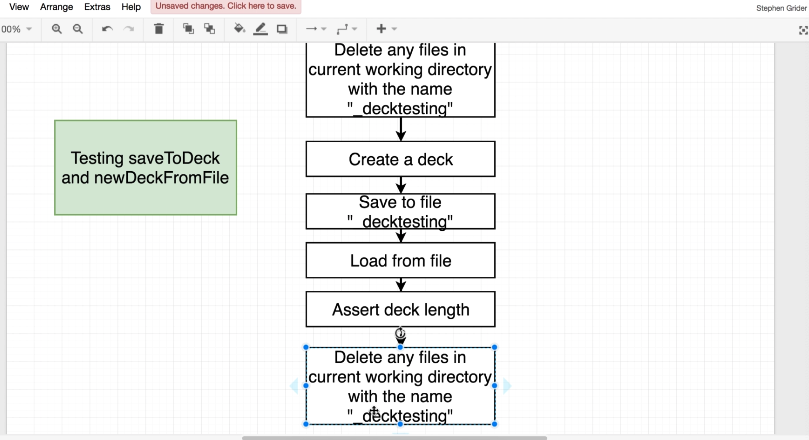 View Arrange Extras Help Unsaved changes. Click here to save. Stephen Grider
00%
Delete any files in
current working directory
with the name
"_decktesting"
Testing saveToDeck
and newDeckFromFile
Create a deck
Save to file
"_decktesting"
Load from file
Assert deck length
Delete any files in
current working directory
with the name
"_decktesting"